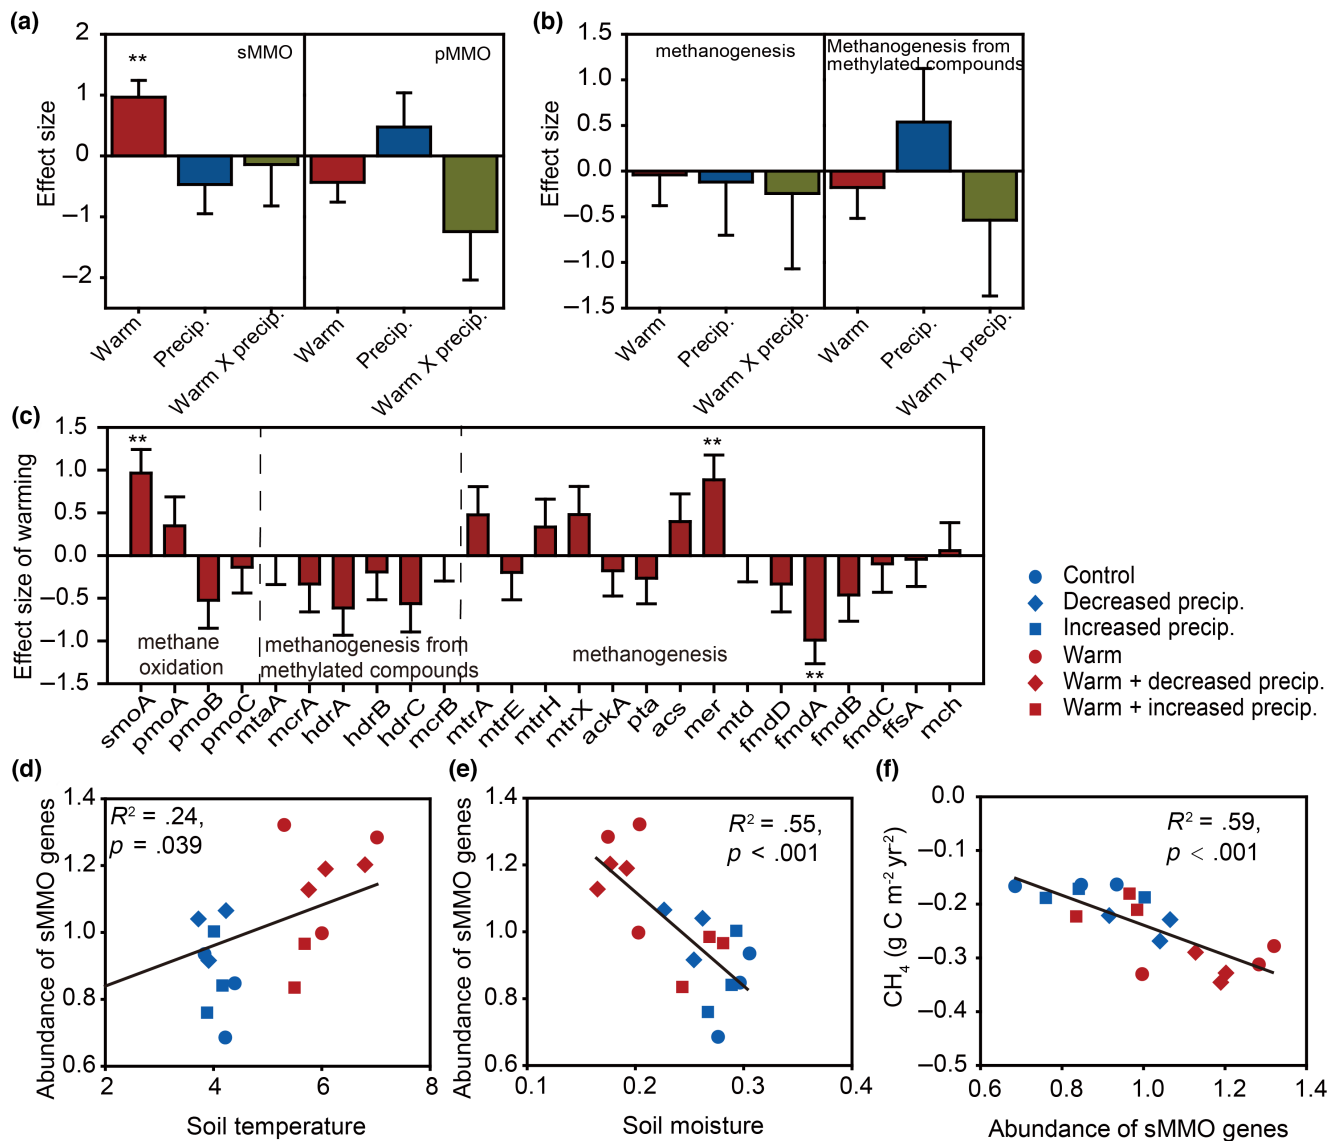 (a)
2
1
0
–1
–2
Effect size
**
sMMO
pMMO
Warm
Precip.
Warm X precip.
Warm
Precip.
Warm X precip.
(b)
1.5
1.0
0.5
0.0
–0.5
–1.0
–1.5
Effect size
methanogenesis
Methanogenesis from
methylated compounds
Warm
Precip.
Warm X precip.
Warm
Precip.
Warm X precip.
(c)
1.5
1.0
0.5
0.0
–0.5
–1.0
–1.5
Effect size of warming
**
**
**
methane
oxidation
methanogenesis from
methylated compounds
methanogenesis
smoA
pmoA
pmoB
pmoC
mtaA
mcrA
hdrA
hdrB
hdrC
mcrB
mtrA
mtrE
mtrH
mtrX
ackA
pta
acs
mer
mtd
fmdD
fmdA
fmdB
fmdC
ffsA
mch
Control
Decreased precip.
Increased precip.
Warm
Warm + decreased precip.
Warm + increased precip.
(d)
1.4
1.2
1.0
0.8
0.6
Abundance of sMMO genes
R² = .24,
p = .039
2
4
6
8
Soil temperature
(e)
1.4
1.2
1.0
0.8
0.6
Abundance of sMMO genes
R² = .55,
p < .001
0.1
0.2
0.3
0.4
Soil moisture
(f)
0.0
–0.1
–0.2
–0.3
–0.4
–0.5
CH₄ (g C m⁻² yr⁻²)
R² = .59,
p < .001
0.6
0.8
1.0
1.2
1.4
Abundance of sMMO genes